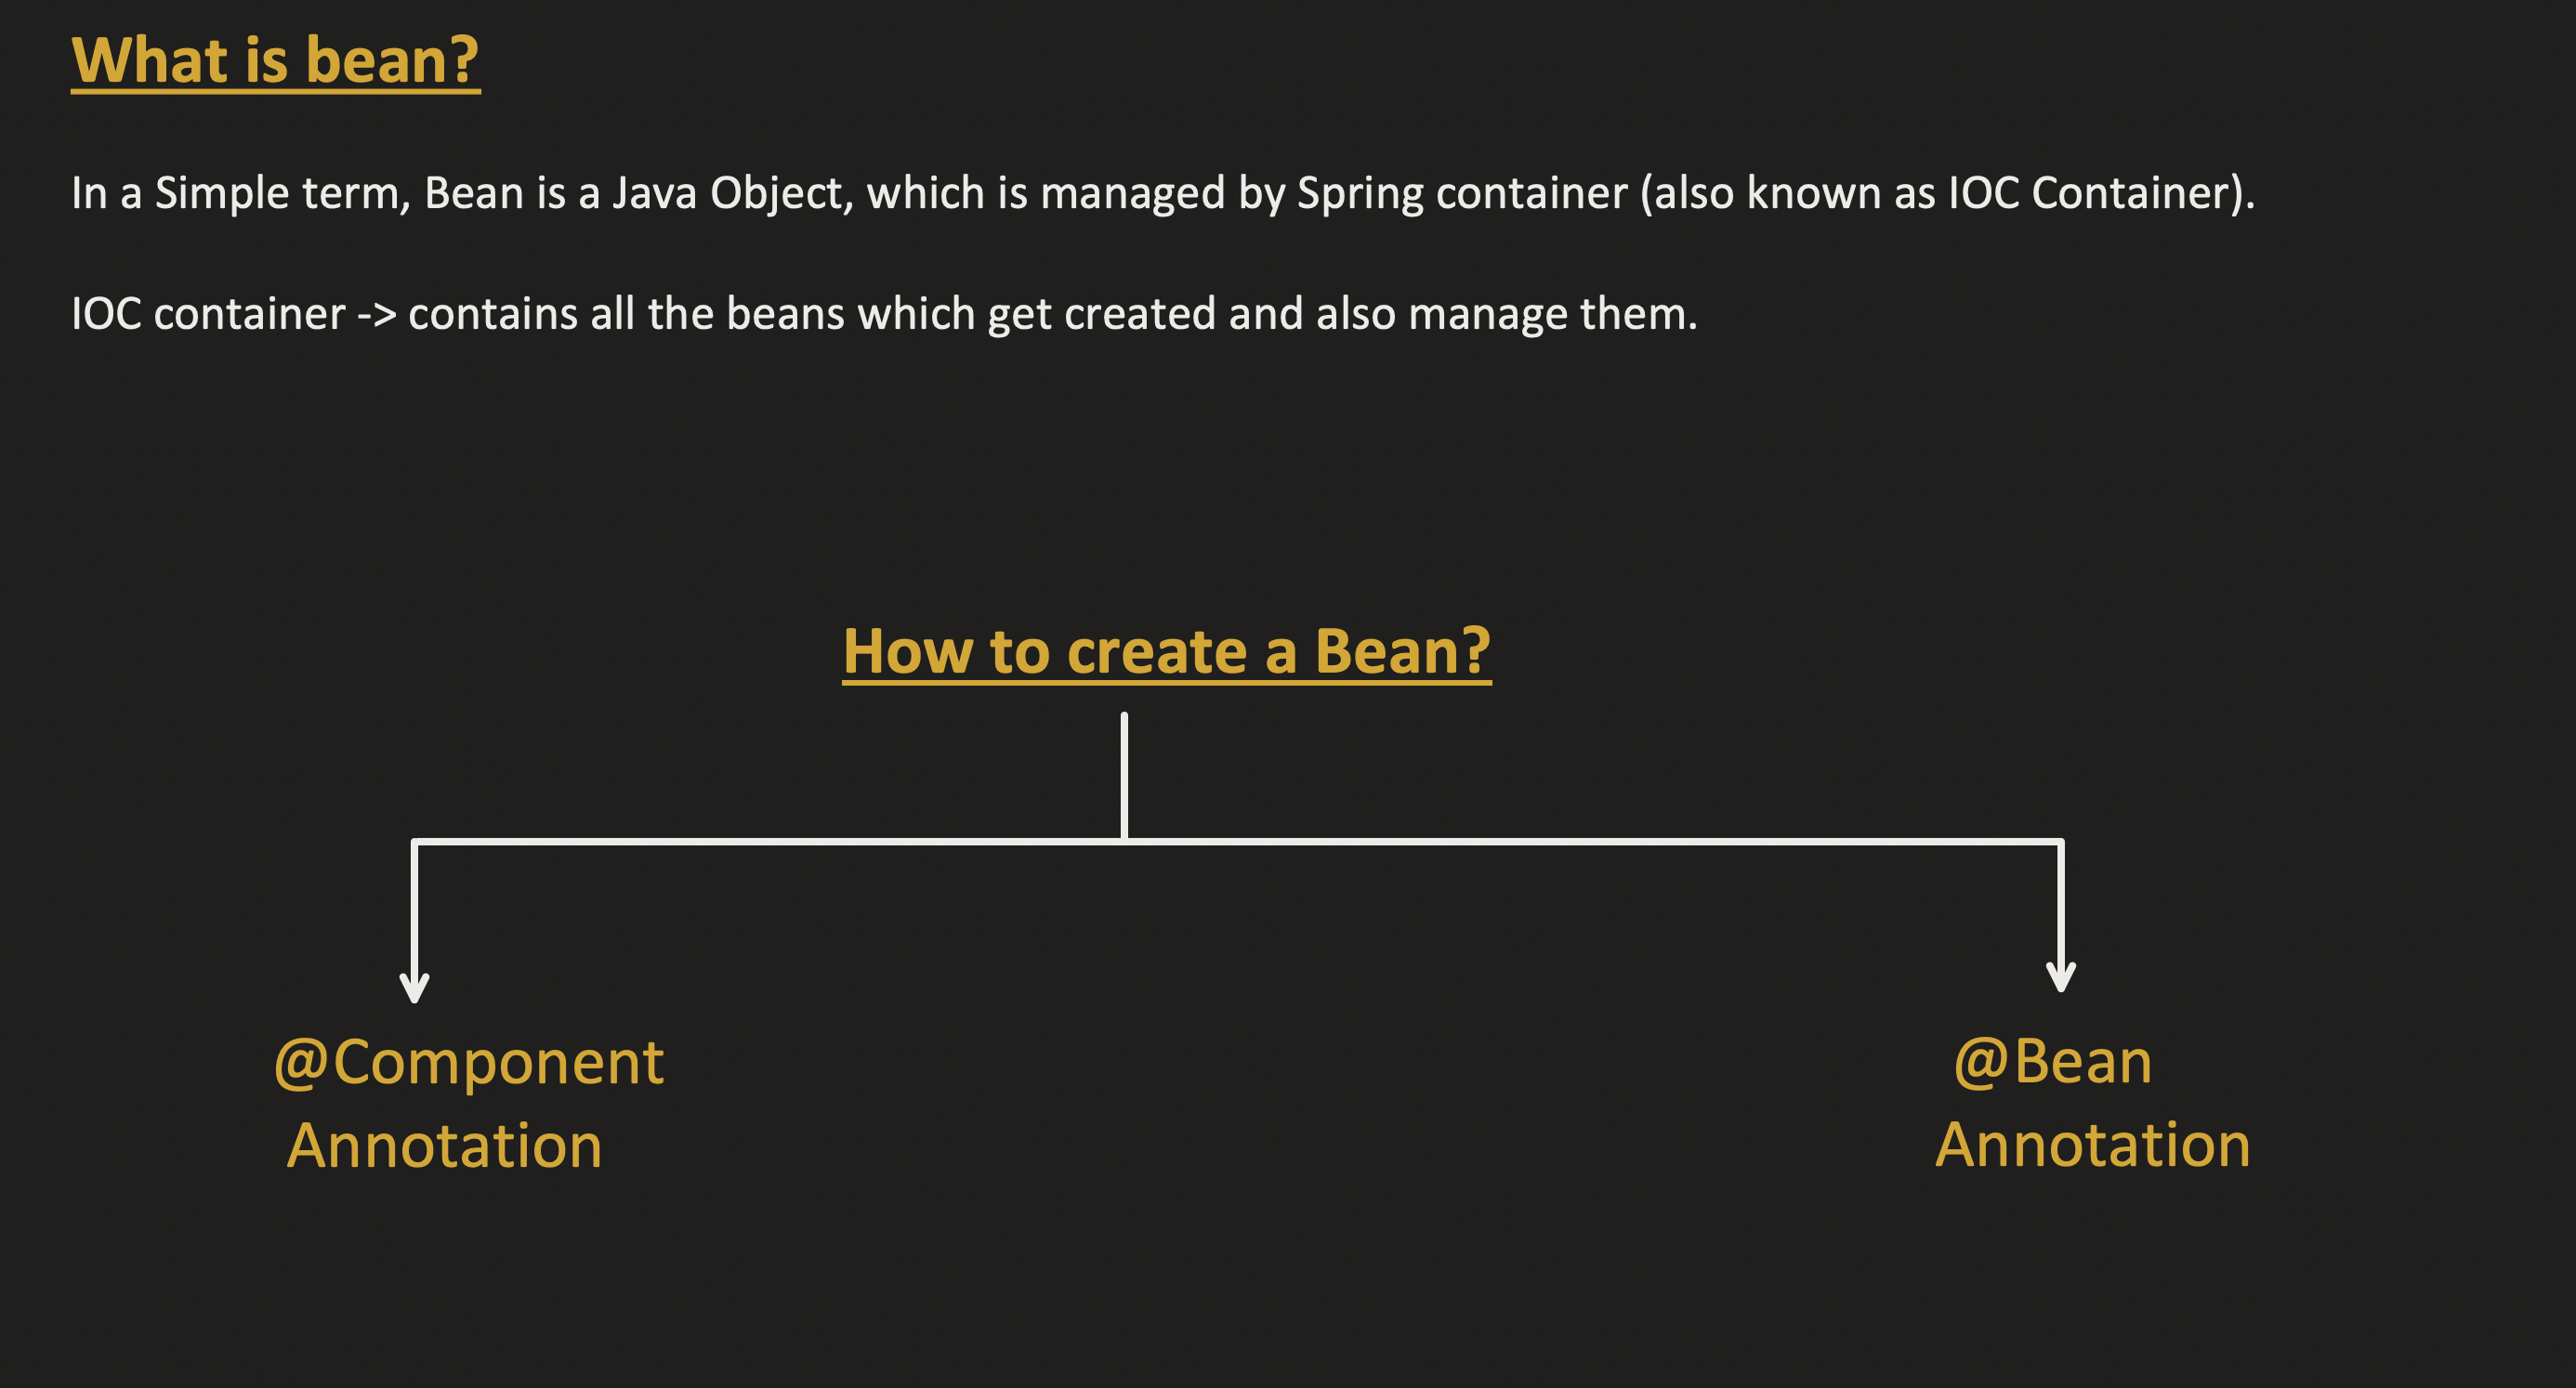 What is bean?
In a Simple term, Bean is a Java Object, which is managed by Spring container (also known as IOC Container).
IOC container -> contains all the beans which get created and also manage them.
How to create a Bean?
@Component
Annotation
@Bean
Annotation